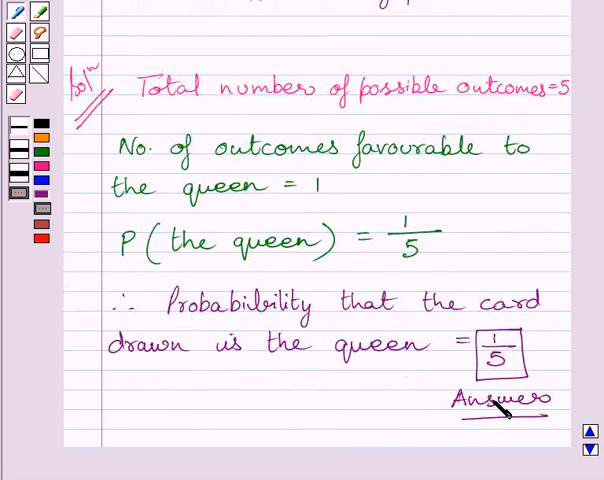 Solⁿ Total number of possible outcomes=5
No. of outcomes favourable to
the queen = 1
P (the queen) = 1/5
∴ Probability that the card
drawn is the queen = 1/5
Answer